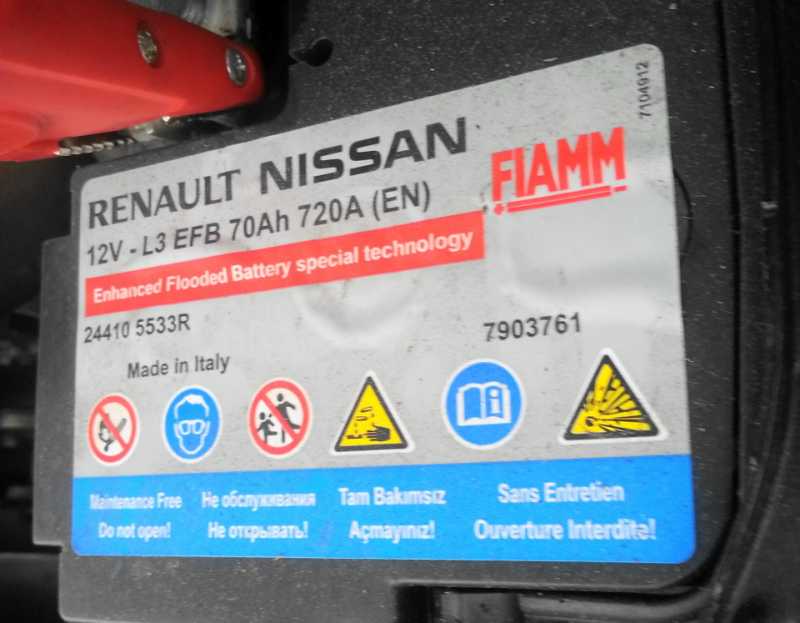 7104912
RENAULT NISSAN
FIAMM
12V - L3 EFB 70Ah 720A (EN)
Enhanced Flooded Battery special technology
24410 5533R
7903761
Made in Italy
Maintenance Free
Do not open!
Не обслуживания
Не открывать!
Tam Bakımsız
Açmayınız!
Sans Entretien
Ouverture Interdite!